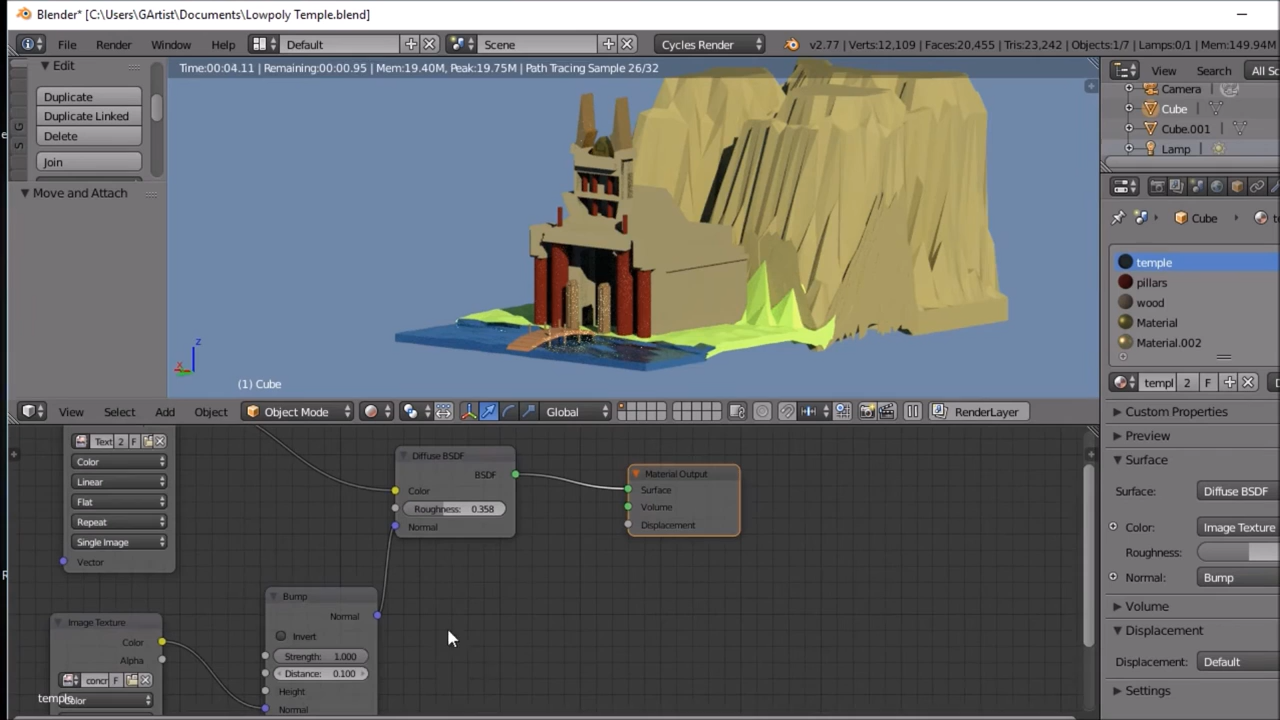 Blender* [C:\Users\GArtist\Documents\Lowpoly Temple.blend]
File Render Window Help Default Scene Cycles Render v2.77 | Verts:12,109 | Faces:20,455 | Tris:23,242 | Objects:1/7 | Lamps:0/1 | Mem:149.94M
Edit
Duplicate
Duplicate Linked
Delete
Join
Move and Attach
Time:00:04.11 | Remaining:00:00.95 | Mem:19.40M, Peak:19.75M | Path Tracing Sample 26/32
z
x
(1) Cube
View Search All Sc
Camera
Cube
Cube.001
Lamp
Cube
temple
pillars
wood
Material
Material.002
templ 2 F
View Select Add Object Object Mode Global RenderLayer
Custom Properties
Preview
Surface
Surface: Diffuse BSDF
Color: Image Texture
Roughness:
Normal: Bump
Volume
Displacement
Displacement: Default
Settings
Text 2 F
Color
Linear
Flat
Repeat
Single Image
Vector
Diffuse BSDF
BSDF
Color
Roughness: 0.358
Normal
Material Output
Surface
Volume
Displacement
Image Texture
Color
Alpha
concr F
Color
Bump
Normal
Invert
Strength: 1.000
Distance: 0.100
Height
Normal
temple